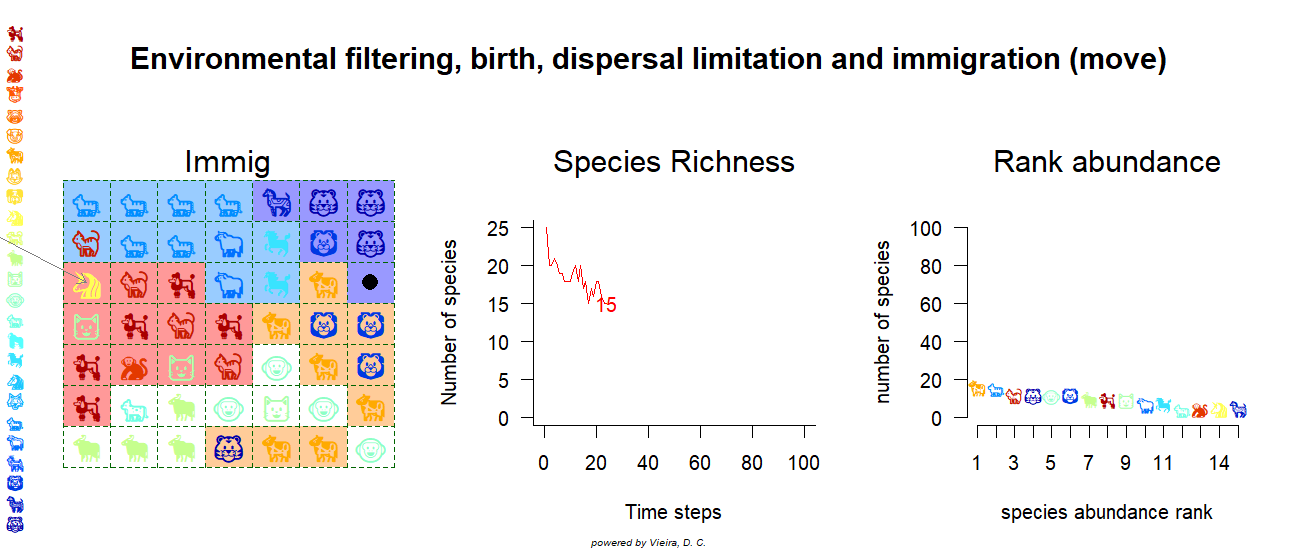 Environmental filtering, birth, dispersal limitation and immigration (move)
Immig
Species Richness
Rank abundance
Number of species
25
20
15
10
5
0
15
0 20 40 60 80 100
Time steps
number of species
100
80
60
40
20
0
1 3 5 7 9 11 14
species abundance rank
powered by Vieira, D. C.